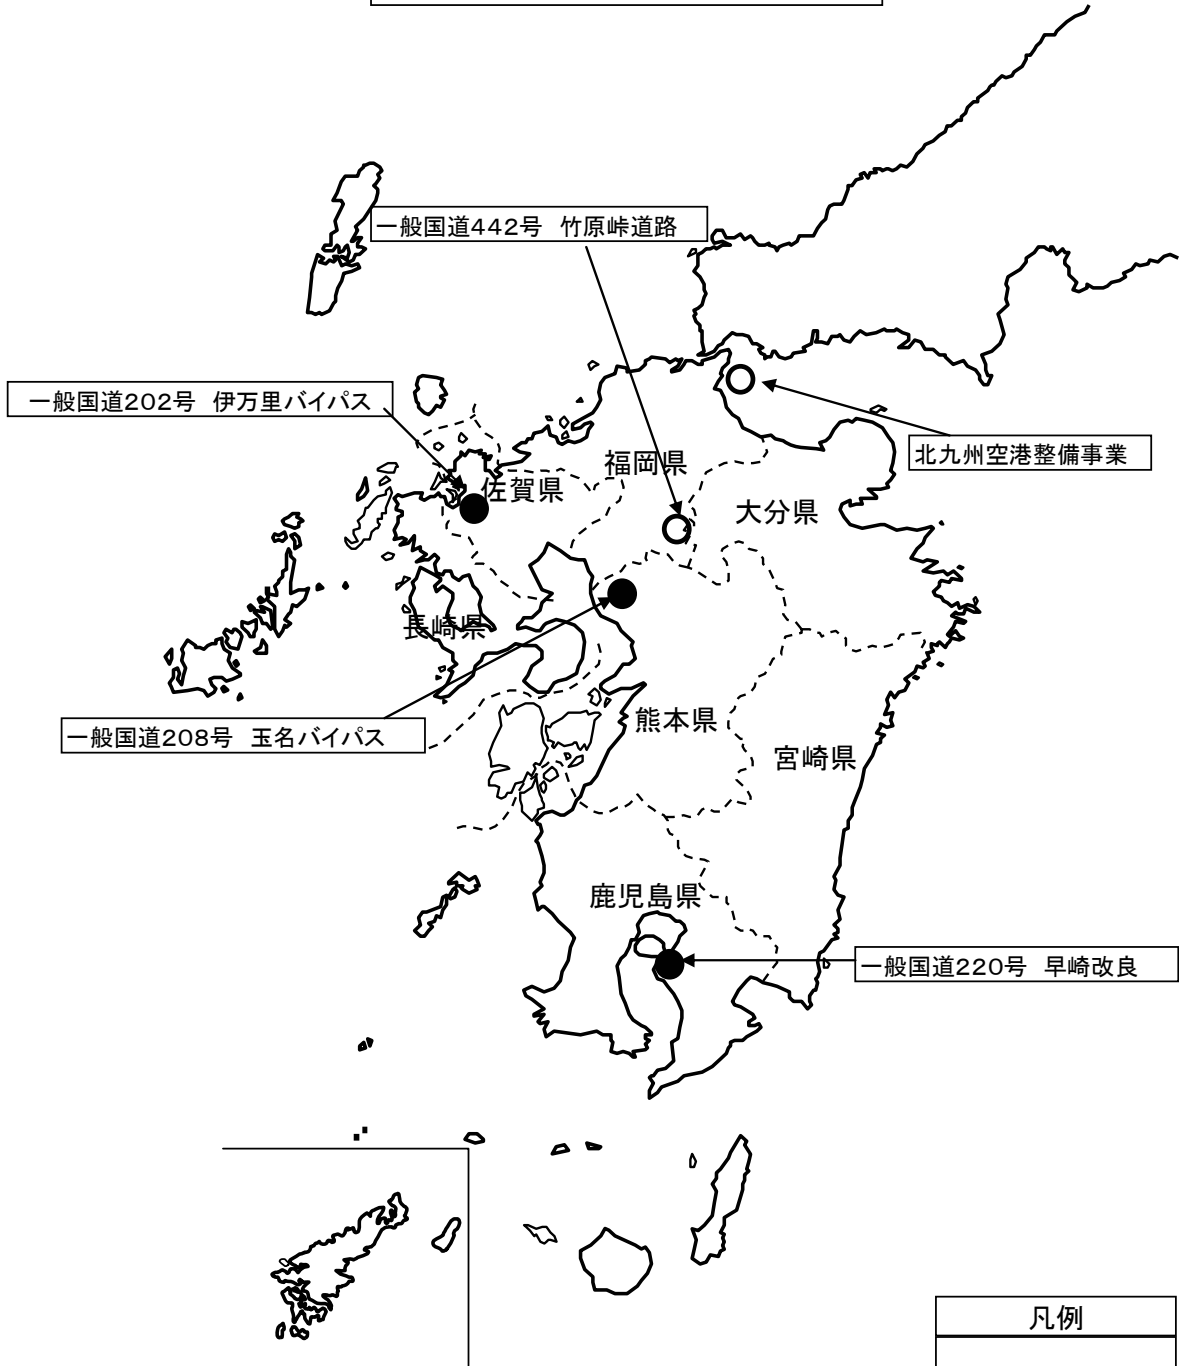 一般国道442号 竹原峠道路
一般国道202号 伊万里バイパス
北九州空港整備事業
福岡県
佐賀県
大分県
長崎県
熊本県
一般国道208号 玉名バイパス
宮崎県
鹿児島県
一般国道220号 早崎改良
凡例